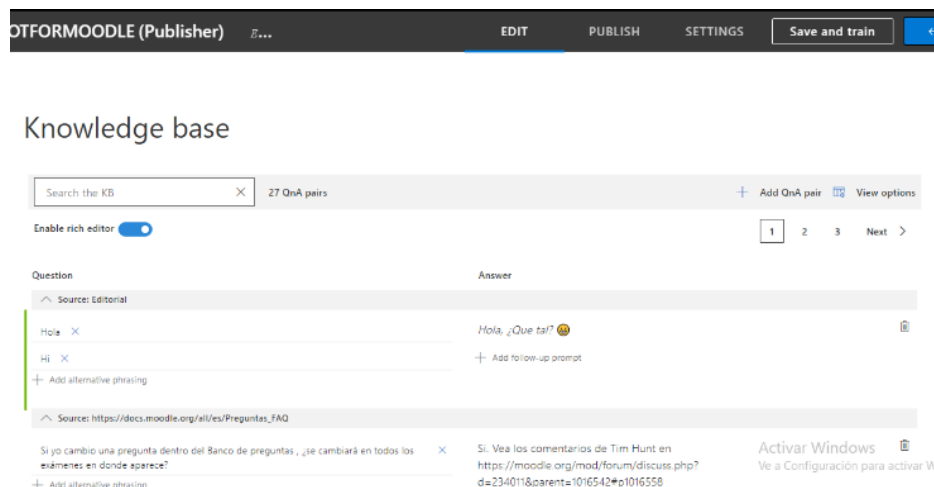 OTFORMOODLE (Publisher) E... EDIT PUBLISH SETTINGS Save and train
Knowledge base
Search the KB 27 QnA pairs Add QnA pair View options
Enable rich editor 1 2 3 Next
Question Answer
Source: Editorial
Hola Hola, ¿Que tal?
Hi Add follow-up prompt
Add alternative phrasing
Source: https://docs.moodle.org/all/es/Preguntas_FAQ
Si yo cambio una pregunta dentro del Banco de preguntas , ¿se cambiará en todos los
exámenes en donde aparece?
Add alternative phrasing
Si. Vea los comentarios de Tim Hunt en
https://moodle.org/mod/forum/discuss.php?
d=234011&parent=1016542#p1016558
Activar Windows
Ve a Configuración para activar W